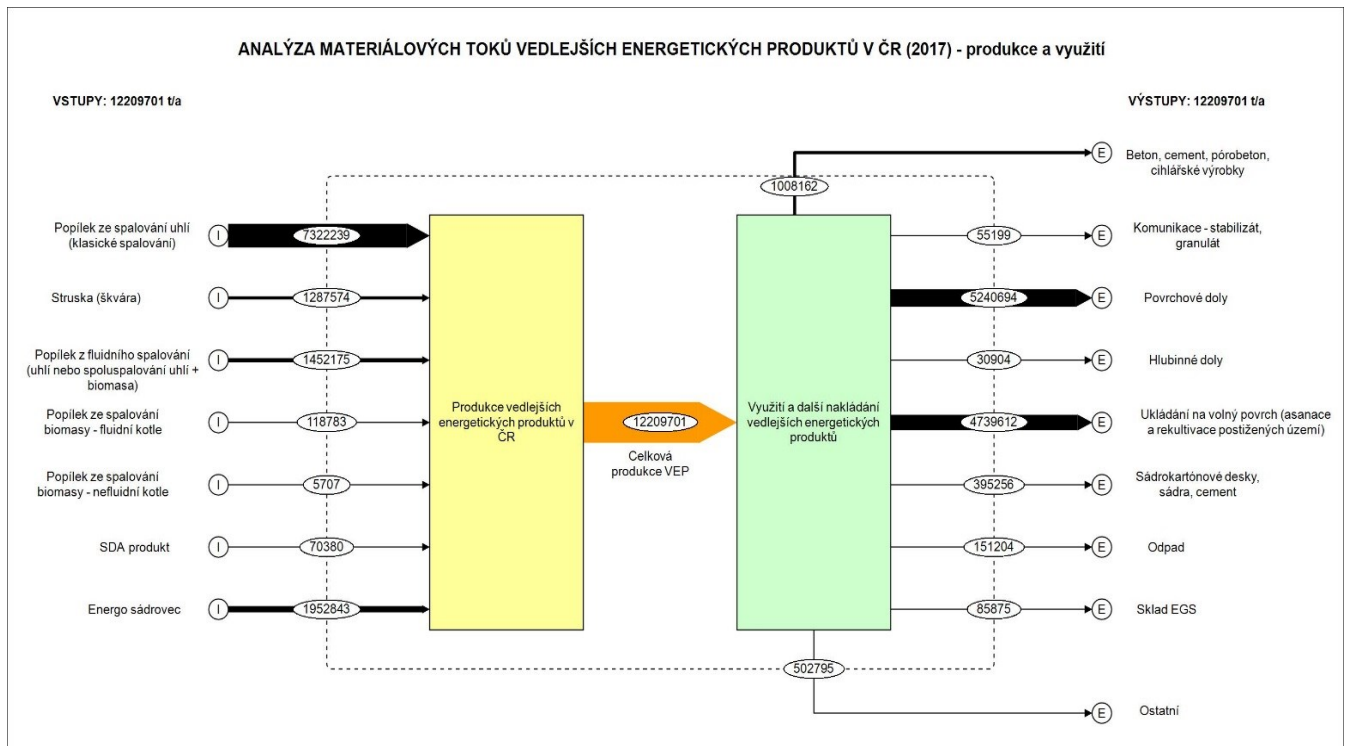 ANALÝZA MATERIÁLOVÝCH TOKŮ VEDLEJŠÍCH ENERGETICKÝCH PRODUKTŮ V ČR (2017) - produkce a využití
VSTUPY: 12209701 t/a
VÝSTUPY: 12209701 t/a
Popílek ze spalování uhlí
(klasické spalování)
I
7322239
Struska (škvára)
I
1287574
Popílek z fluidního spalování
(uhlí nebo spoluspalování uhlí +
biomasa)
I
1452175
Popílek ze spalování
biomasy - fluidní kotle
I
118783
Popílek ze spalování
biomasy - nefluidní kotle
I
5707
SDA produkt
I
70380
Energo sádrovec
I
1952843
Produkce vedlejších
energetických produktů v
ČR
12209701
Celková
produkce VEP
Využití a další nakládání
vedlejších energetických
produktů
1008162
E
Beton, cement, pórobeton,
cihlářské výrobky
55199
E
Komunikace - stabilizát,
granulát
5240694
E
Povrchové doly
30904
E
Hlubinné doly
4739612
E
Ukládání na volný povrch (asanace
a rekultivace postižených území)
395256
E
Sádrokartónové desky,
sádra, cement
151204
E
Odpad
85875
E
Sklad EGS
502795
E
Ostatní